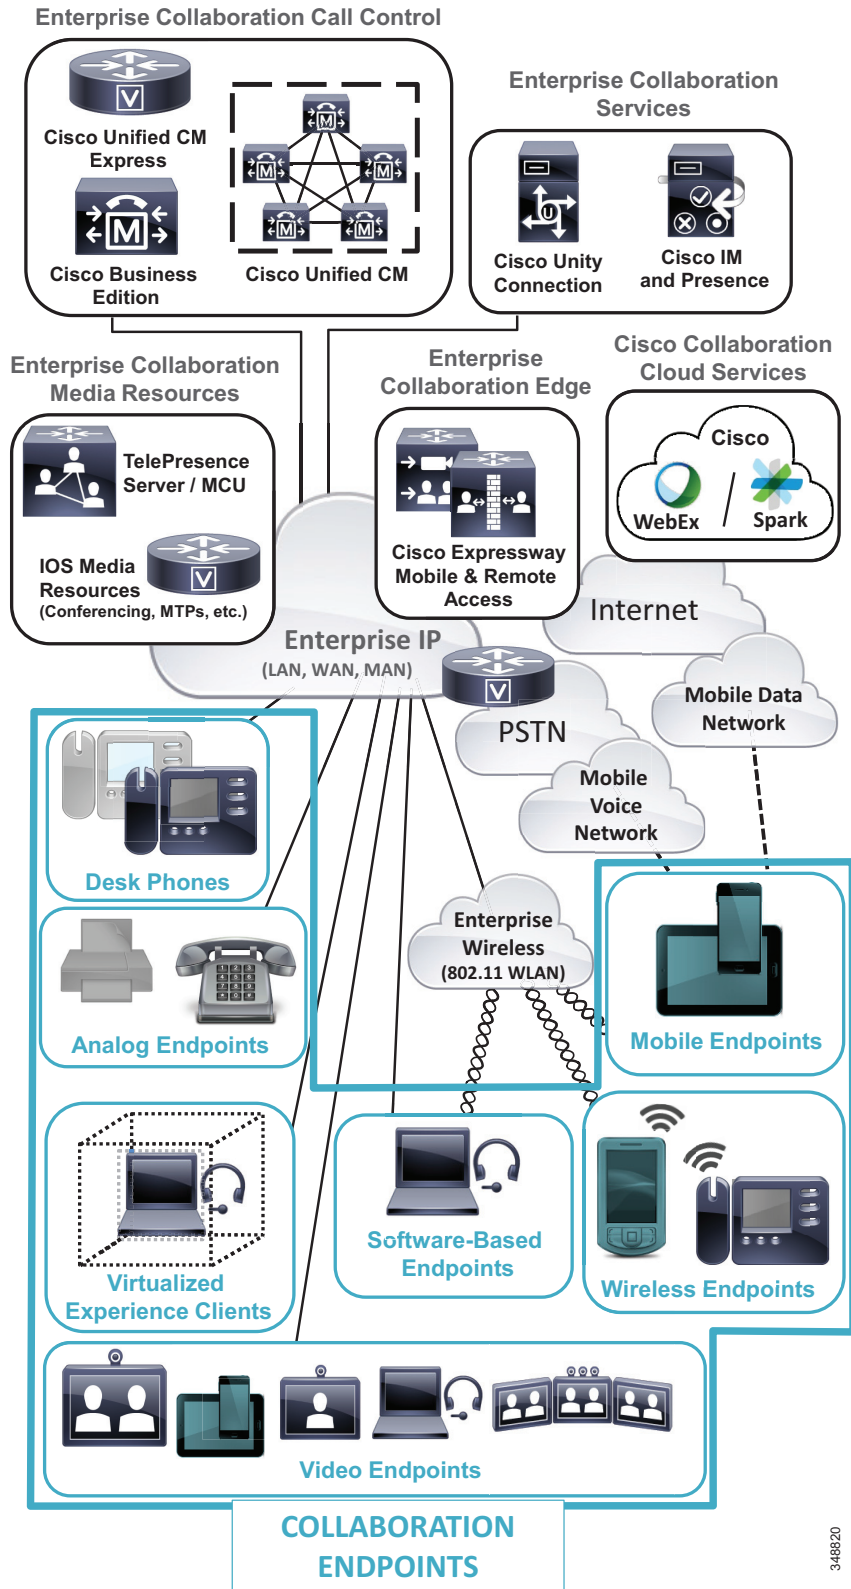 Enterprise Collaboration Call Control
V
Cisco Unified CM
Express
M
Cisco Business
Edition
M
M
M
M
M
Cisco Unified CM
Enterprise Collaboration
Services
U
Cisco Unity
Connection
Cisco IM
and Presence
Enterprise Collaboration
Media Resources
TelePresence
Server / MCU
IOS Media
Resources
(Conferencing, MTPs, etc.)
V
Enterprise
Collaboration Edge
Cisco Expressway
Mobile & Remote
Access
Cisco Collaboration
Cloud Services
Cisco
WebEx / Spark
Internet
Enterprise IP
(LAN, WAN, MAN)
V
PSTN
Mobile Data
Network
Mobile
Voice
Network
Desk Phones
Enterprise
Wireless
(802.11 WLAN)
Analog Endpoints
Mobile Endpoints
Virtualized
Experience Clients
Software-Based
Endpoints
Wireless Endpoints
Video Endpoints
COLLABORATION
ENDPOINTS
348820